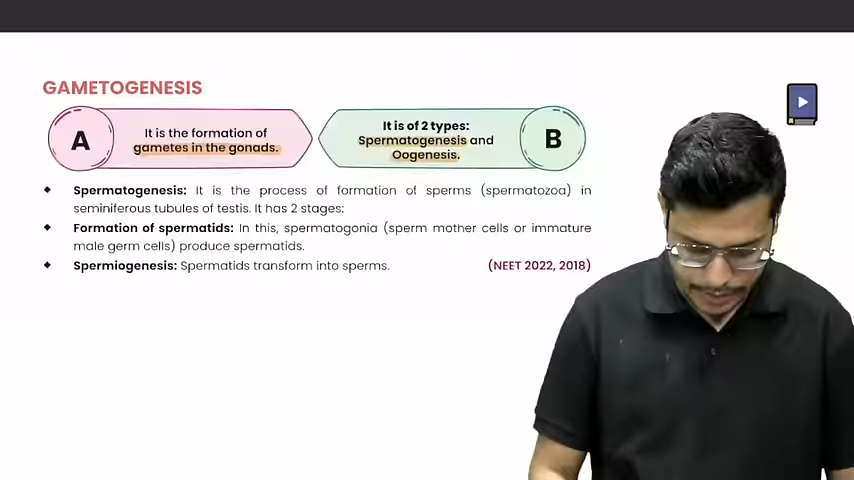 GAMETOGENESIS
A
It is the formation of
gametes in the gonads.
It is of 2 types:
Spermatogenesis and
Oogenesis.
B
Spermatogenesis: It is the process of formation of sperms (spermatozoa) in
seminiferous tubules of testis. It has 2 stages:
Formation of spermatids: In this, spermatogonia (sperm mother cells or immature
male germ cells) produce spermatids.
Spermiogenesis: Spermatids transform into sperms. (NEET 2022, 2018)